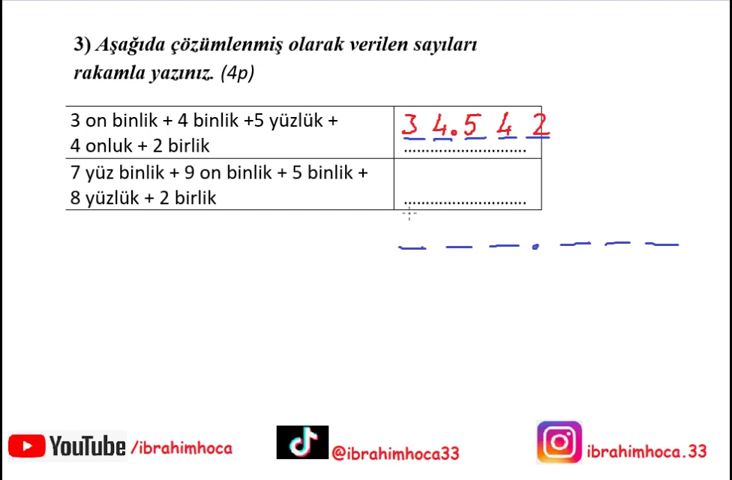 3) Aşağıda çözümlenmiş olarak verilen sayıları
rakamla yazınız. (4p)
3 on binlik + 4 binlik +5 yüzlük +
4 onluk + 2 birlik
34.542
..............................
7 yüz binlik + 9 on binlik + 5 binlik +
8 yüzlük + 2 birlik
..............................
_ _ _ . _ _ _
YouTube /ibrahimhoca
@ibrahimhoca33
ibrahimhoca.33